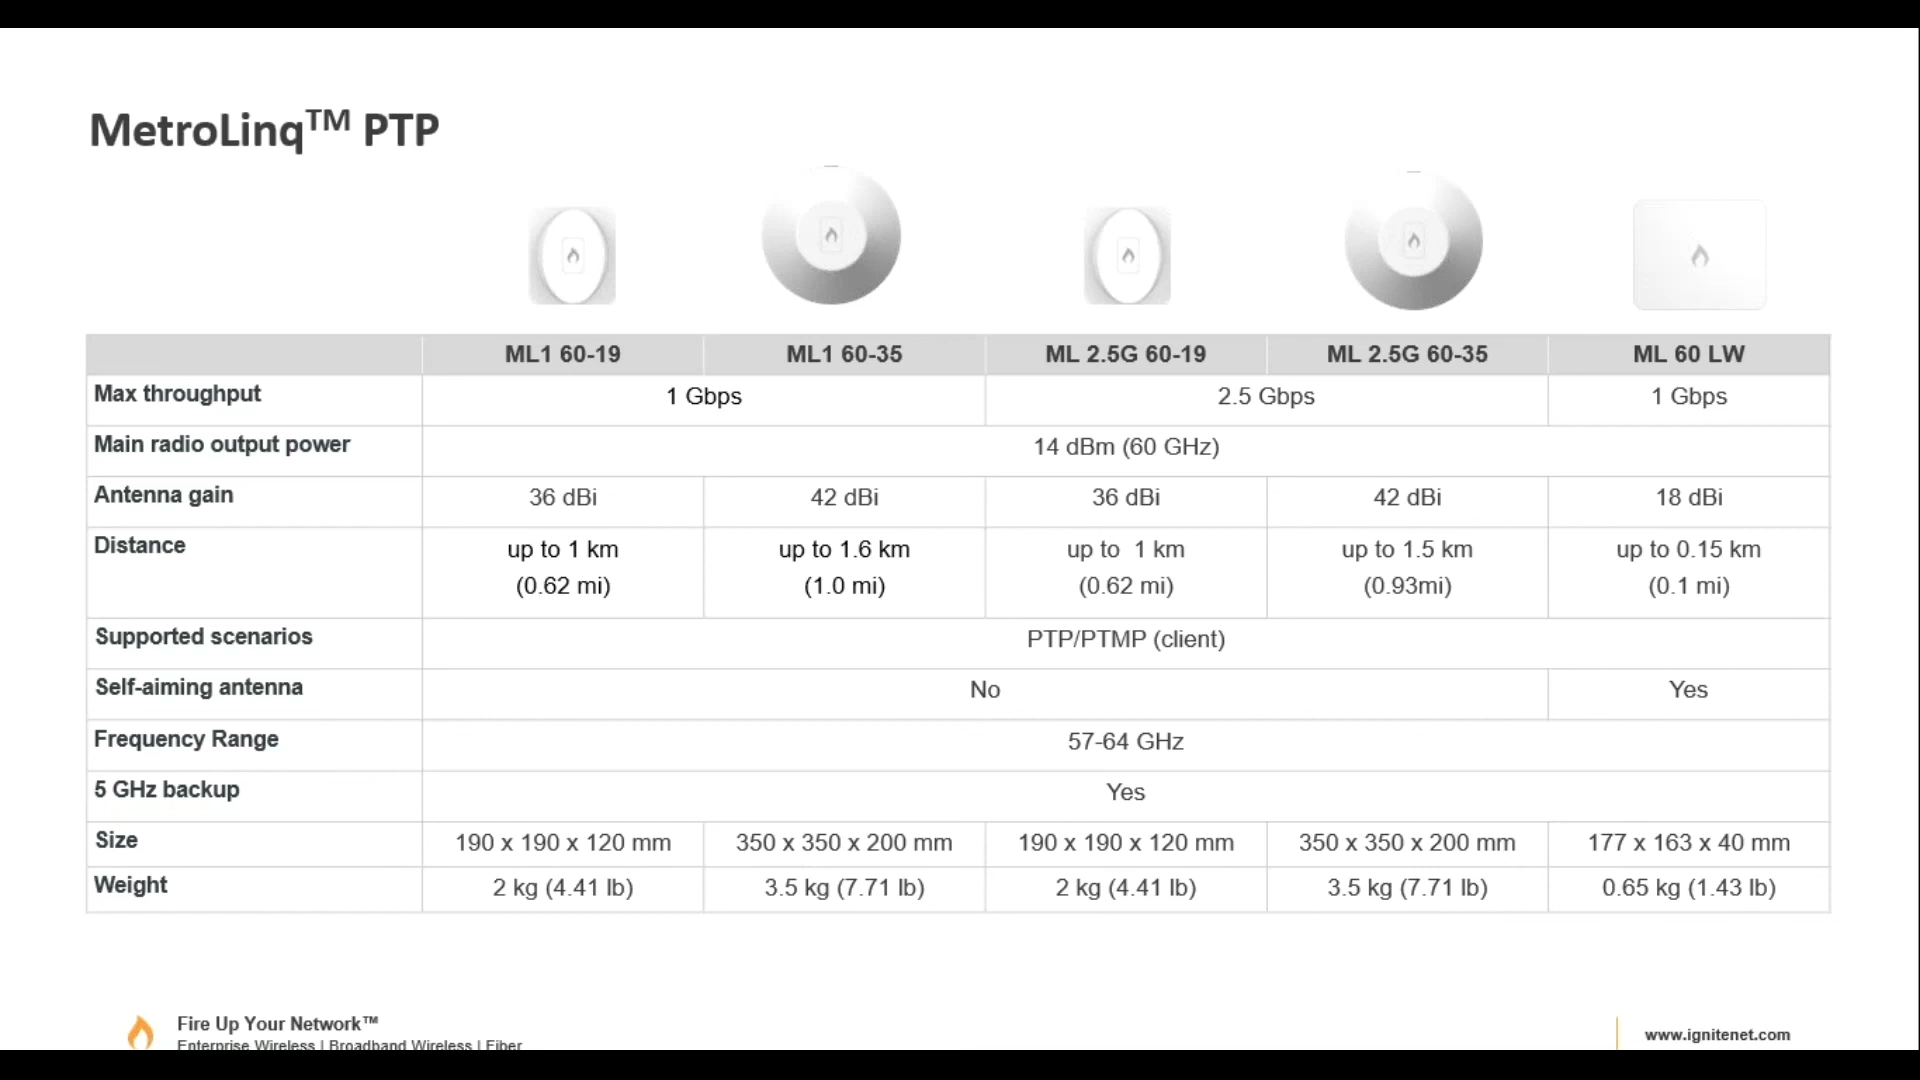 MetroLinq™ PTP
ML1 60-19 ML1 60-35 ML 2.5G 60-19 ML 2.5G 60-35 ML 60 LW
Max throughput 1 Gbps 2.5 Gbps 1 Gbps
Main radio output power 14 dBm (60 GHz)
Antenna gain 36 dBi 42 dBi 36 dBi 42 dBi 18 dBi
Distance up to 1 km up to 1.6 km up to 1 km up to 1.5 km up to 0.15 km
(0.62 mi) (1.0 mi) (0.62 mi) (0.93mi) (0.1 mi)
Supported scenarios PTP/PTMP (client)
Self-aiming antenna No Yes
Frequency Range 57-64 GHz
5 GHz backup Yes
Size 190 x 190 x 120 mm 350 x 350 x 200 mm 190 x 190 x 120 mm 350 x 350 x 200 mm 177 x 163 x 40 mm
Weight 2 kg (4.41 lb) 3.5 kg (7.71 lb) 2 kg (4.41 lb) 3.5 kg (7.71 lb) 0.65 kg (1.43 lb)
Fire Up Your Network™
Enterprise Wireless | Broadband Wireless | Fiber
www.ignitenet.com